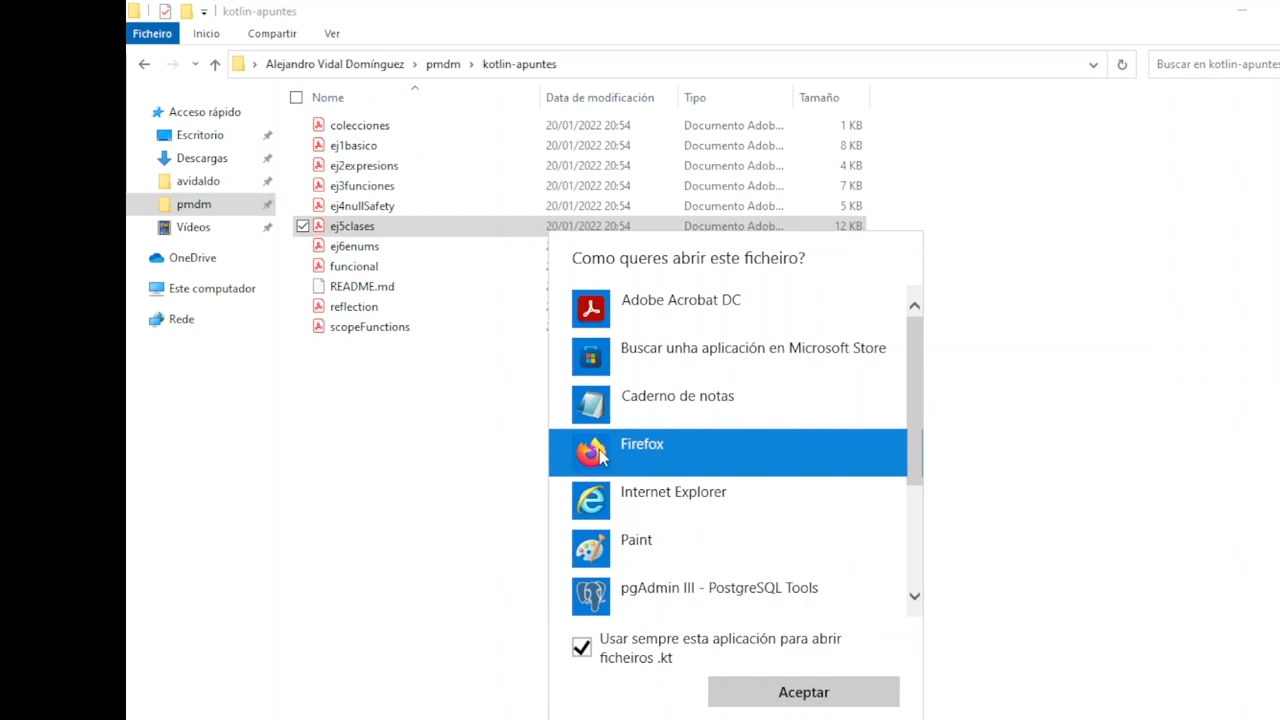 kotlin-apuntes
Ficheiro Inicio Compartir Ver
Alejandro Vidal Domínguez pmdm kotlin-apuntes
Buscar en kotlin-apuntes
Nome Data de modificación Tipo Tamaño
Acceso rápido
Escritorio
Descargas
avidaldo
pmdm
Vídeos
OneDrive
Este computador
Rede
colecciones 20/01/2022 20:54 Documento Adob... 1 KB
ej1basico 20/01/2022 20:54 Documento Adob... 8 KB
ej2expresions 20/01/2022 20:54 Documento Adob... 4 KB
ej3funciones 20/01/2022 20:54 Documento Adob... 7 KB
ej4nullSafety 20/01/2022 20:54 Documento Adob... 5 KB
ej5clases 20/01/2022 20:54 Documento Adob... 12 KB
ej6enums
funcional
README.md
reflection
scopeFunctions
Como queres abrir este ficheiro?
Adobe Acrobat DC
Buscar unha aplicación en Microsoft Store
Caderno de notas
Firefox
Internet Explorer
Paint
pgAdmin III - PostgreSQL Tools
Usar sempre esta aplicación para abrir
ficheiros .kt
Aceptar